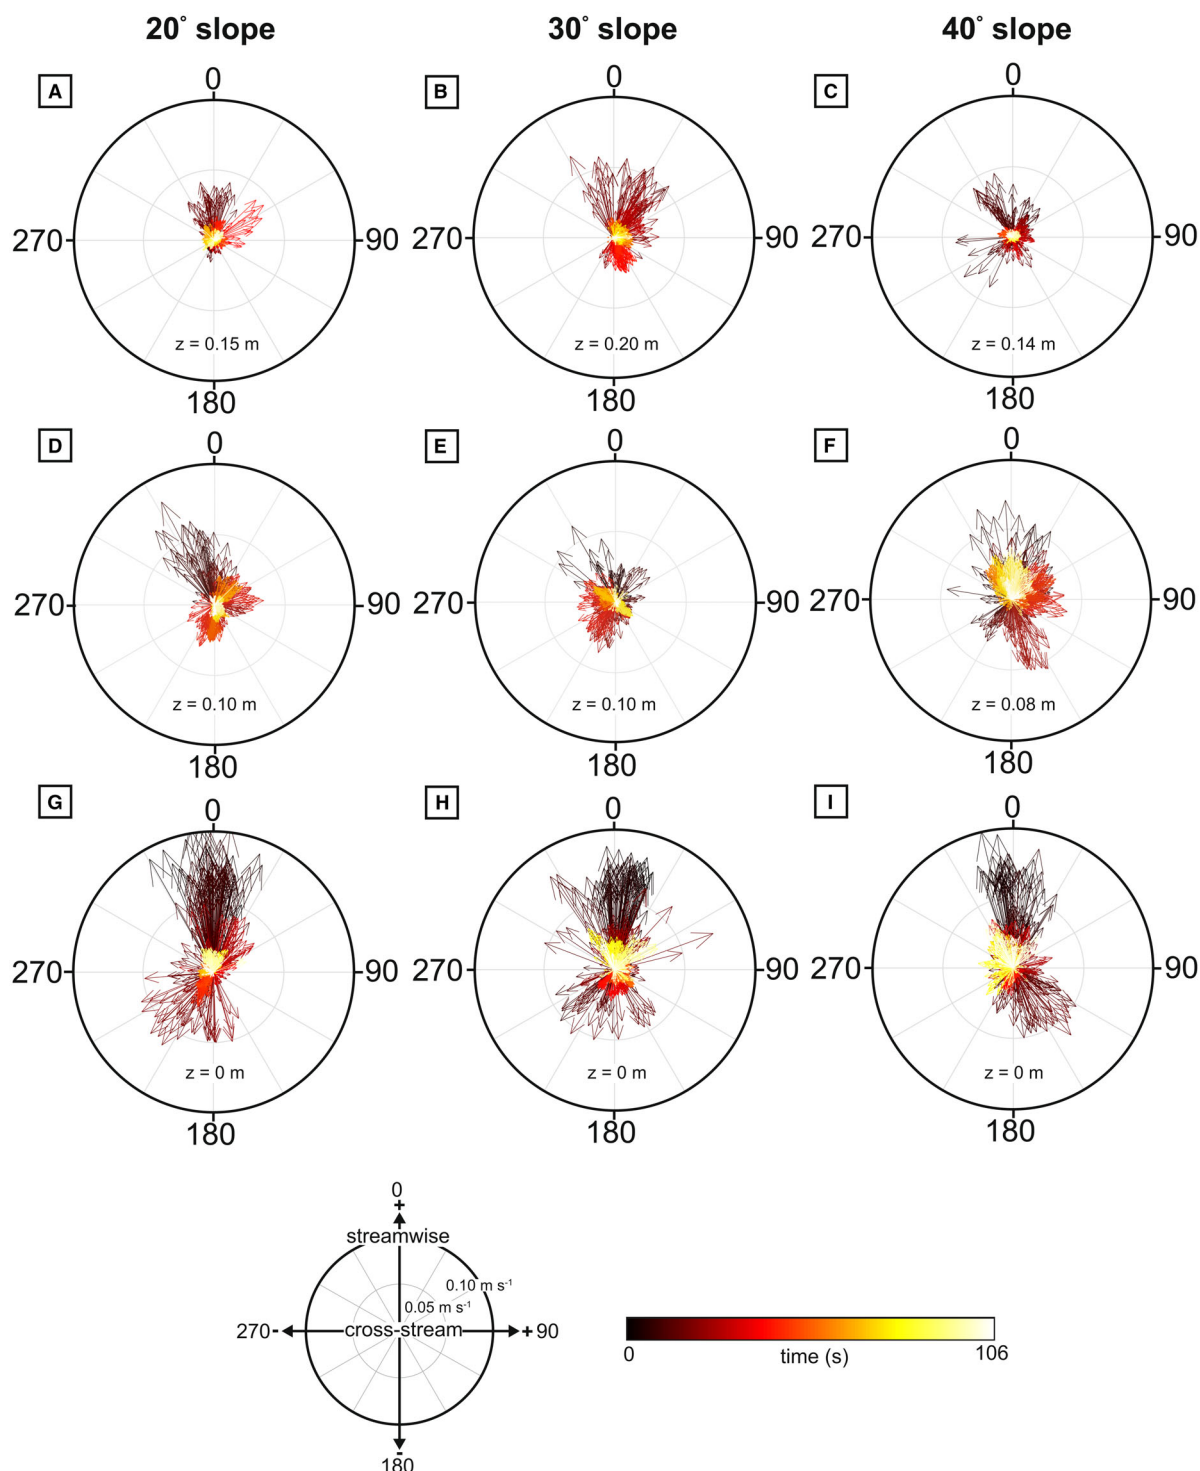 20° slope
30° slope
40° slope
A
0
270
90
z = 0.15 m
180
B
0
270
90
z = 0.20 m
180
C
0
270
90
z = 0.14 m
180
D
0
270
90
z = 0.10 m
180
E
0
270
90
z = 0.10 m
180
F
0
270
90
z = 0.08 m
180
G
0
270
90
z = 0 m
180
H
0
270
90
z = 0 m
180
I
0
270
90
z = 0 m
180
0
+
streamwise
0.10 m s⁻¹
0.05 m s⁻¹
270 - cross-stream + 90
-
180
0
time (s)
106